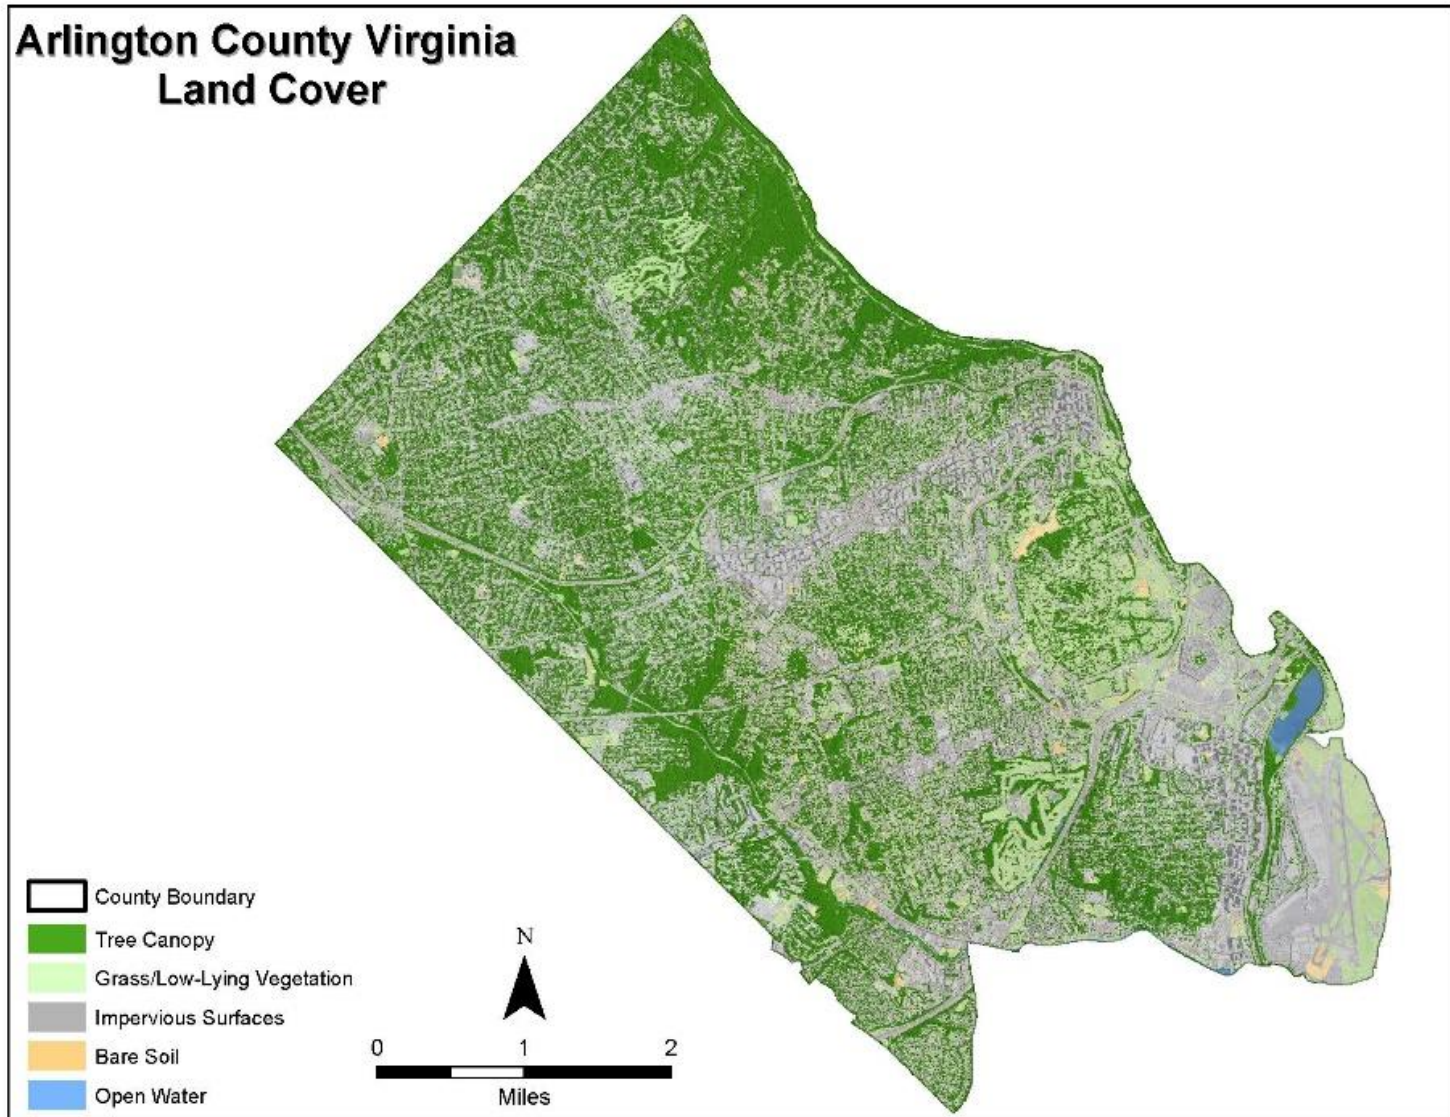 Arlington County Virginia
Land Cover
County Boundary
Tree Canopy
Grass/Low-Lying Vegetation
Impervious Surfaces
Bare Soil
Open Water
N
0 1 2
Miles